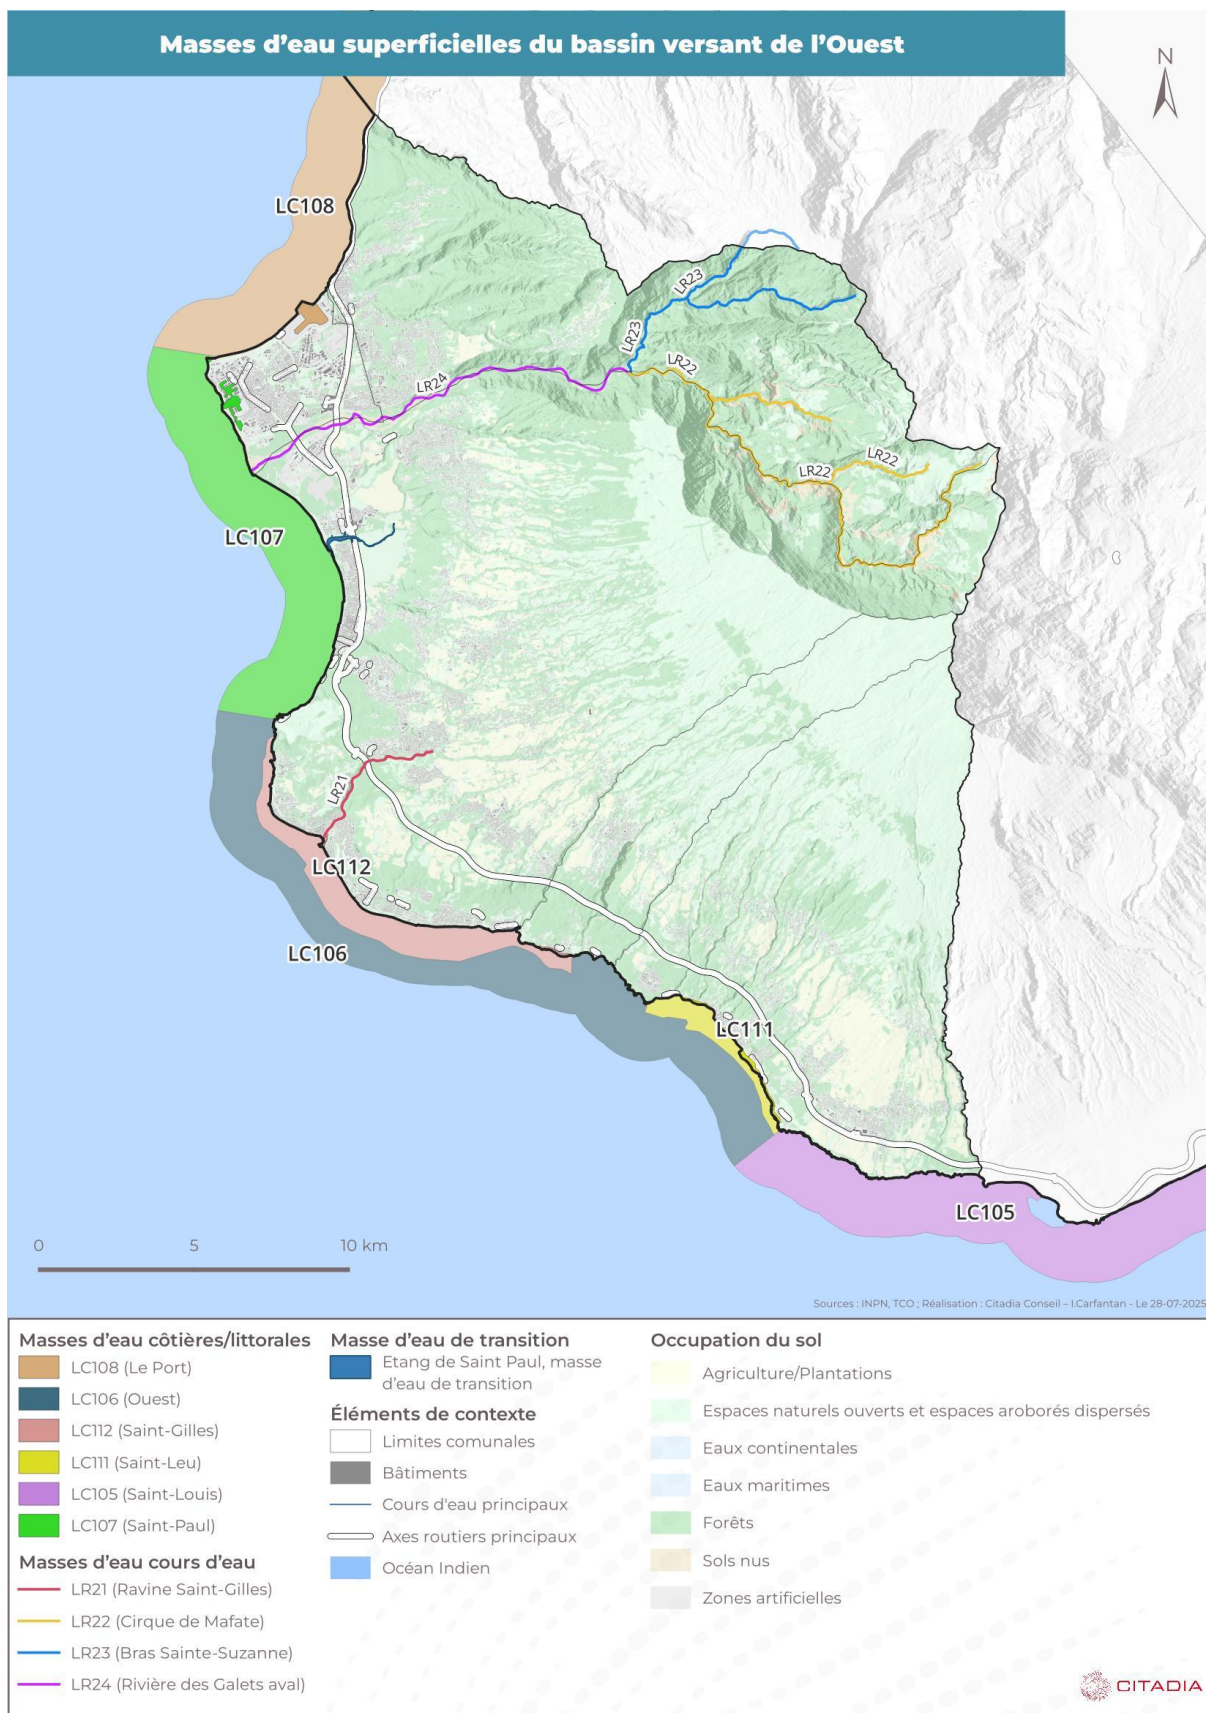 Masses d'eau superficielles du bassin versant de l'Ouest
N
LC108
LR23
LR23
LR22
LR24
LR22
LR22
LC107
LR21
LC112
LC106
LC111
LC105
0 5 10 km
Sources : INPN, TCO ; Réalisation : Citadia Conseil – I.Carfantan - Le 28-07-2025
Masses d'eau côtières/littorales
LC108 (Le Port)
LC106 (Ouest)
LC112 (Saint-Gilles)
LC111 (Saint-Leu)
LC105 (Saint-Louis)
LC107 (Saint-Paul)
Masses d'eau cours d'eau
LR21 (Ravine Saint-Gilles)
LR22 (Cirque de Mafate)
LR23 (Bras Sainte-Suzanne)
LR24 (Rivière des Galets aval)
Masse d'eau de transition
Etang de Saint Paul, masse
d'eau de transition
Éléments de contexte
Limites comunales
Bâtiments
Cours d'eau principaux
Axes routiers principaux
Océan Indien
Occupation du sol
Agriculture/Plantations
Espaces naturels ouverts et espaces aroborés dispersés
Eaux continentales
Eaux maritimes
Forêts
Sols nus
Zones artificielles
CITADIA